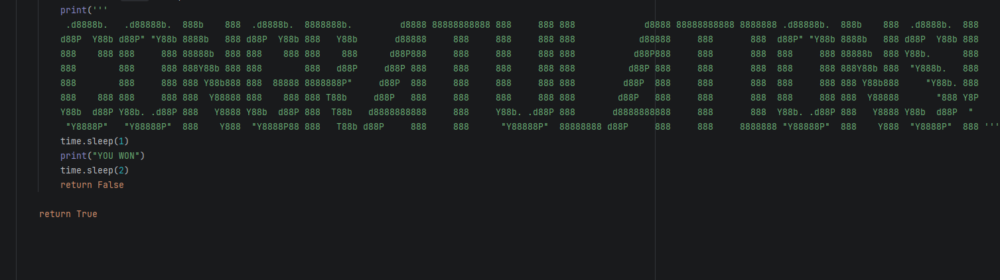 print('''
 .d8888b.   .d88888b.  888b    888  .d8888b.  8888888b.         d8888 88888888888 888     888 888             d8888 88888888888 8888888 .d88888b.  888b    888  .d8888b.  888
d88P  Y88b d88P" "Y88b 8888b   888 d88P  Y88b 888   Y88b       d88888     888     888     888 888            d88888     888       888  d88P" "Y88b 8888b   888 d88P  Y88b 888
888    888 888     888 88888b  888 888    888 888    888      d88P888     888     888     888 888           d88P888     888       888  888     888 88888b  888 Y88b.      888
888        888     888 888Y88b 888 888        888   d88P     d88P 888     888     888     888 888          d88P 888     888       888  888     888 888Y88b 888  "Y888b.   888
888        888     888 888 Y88b888 888  88888 8888888P"     d88P  888     888     888     888 888         d88P  888     888       888  888     888 888 Y88b888     "Y88b. 888
888    888 888     888 888  Y88888 888    888 888 T88b     d88P   888     888     888     888 888        d88P   888     888       888  888     888 888  Y88888       "888 Y8P
Y88b  d88P Y88b. .d88P 888   Y8888 Y88b  d88P 888  T88b   d8888888888     888     Y88b. .d88P 888       d8888888888     888       888  Y88b. .d88P 888   Y8888 Y88b  d88P  "
 "Y8888P"   "Y88888P"  888    Y888  "Y8888P88 888   T88b d88P     888     888      "Y88888P"  88888888 d88P     888     888     8888888 "Y88888P"  888    Y888  "Y8888P"  888 '''
time.sleep(1)
print("YOU WON")
time.sleep(2)
return False
return True